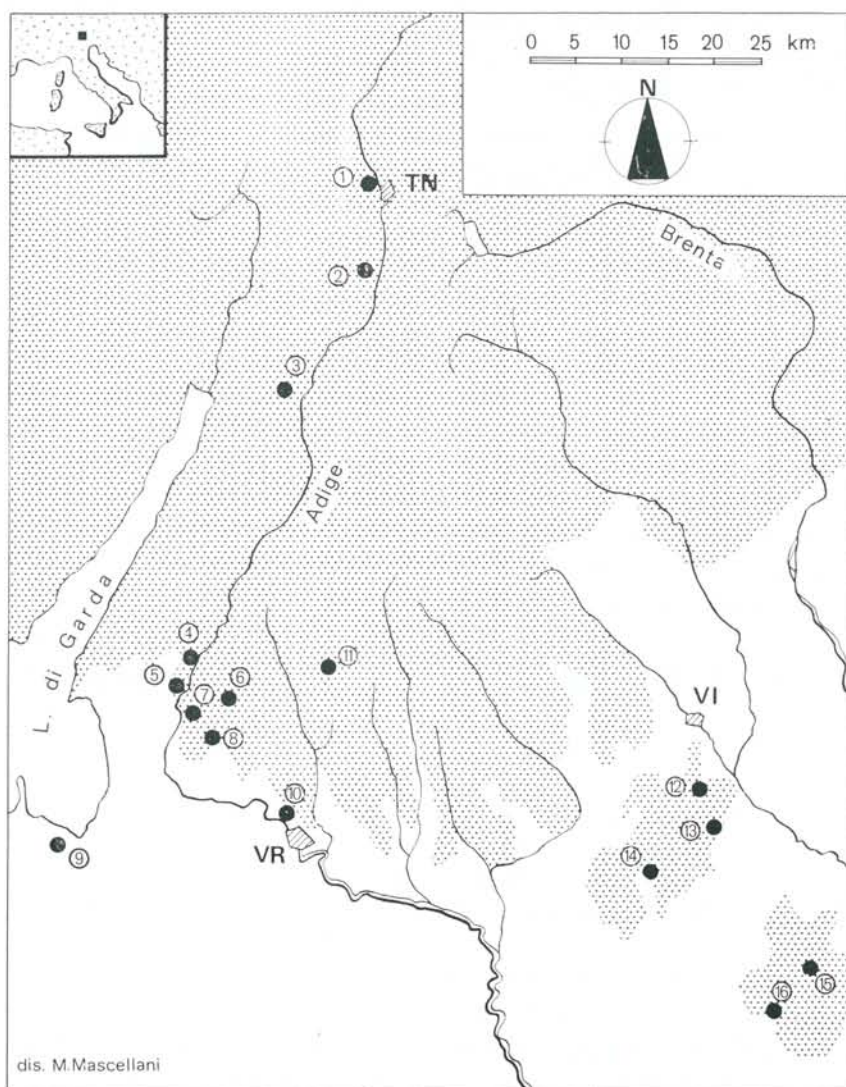 0 5 10 15 20 25 km
N
① TN
②
Brenta
③
Adige
L. di Garda
④
⑤
⑥
⑦
⑧
⑪
VI
⑫
⑩
⑬
VR
⑨
⑭
⑮
⑯
dis. M.Mascellani